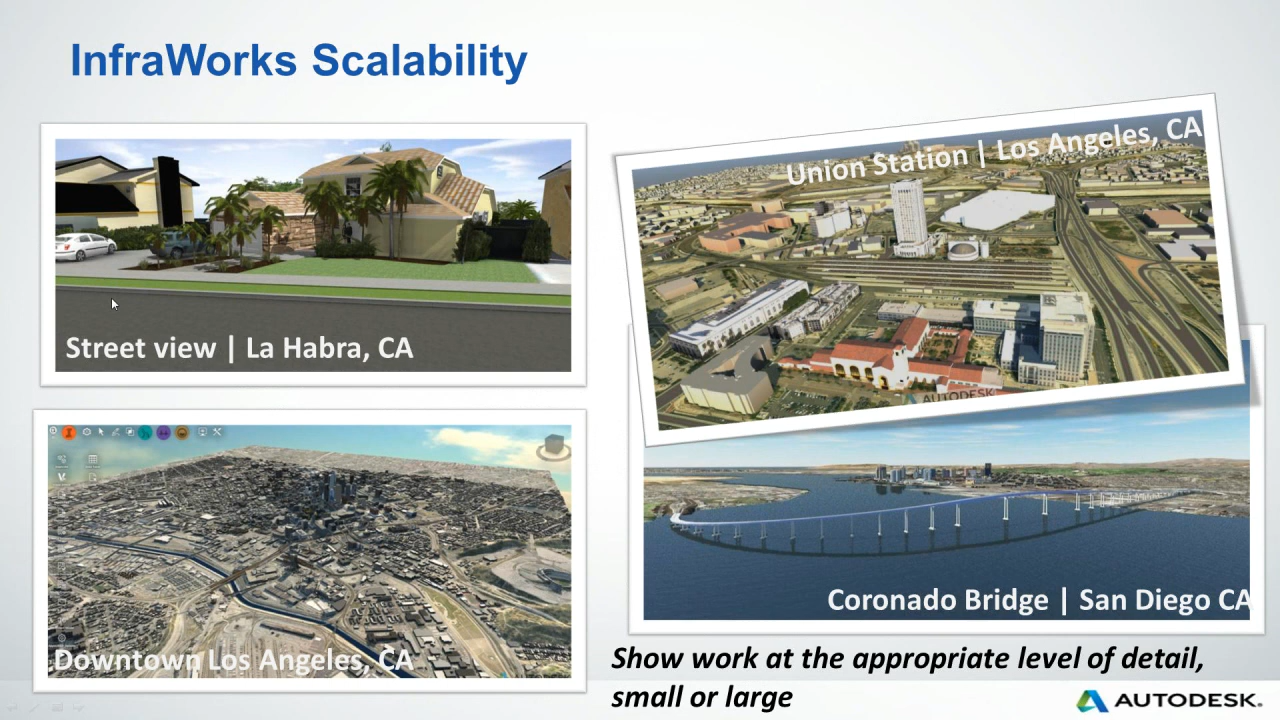 InfraWorks Scalability
Street view | La Habra, CA
Union Station | Los Angeles, CA
AUTODESK
Downtown Los Angeles, CA
Coronado Bridge | San Diego CA
Show work at the appropriate level of detail,
small or large
AUTODESK.